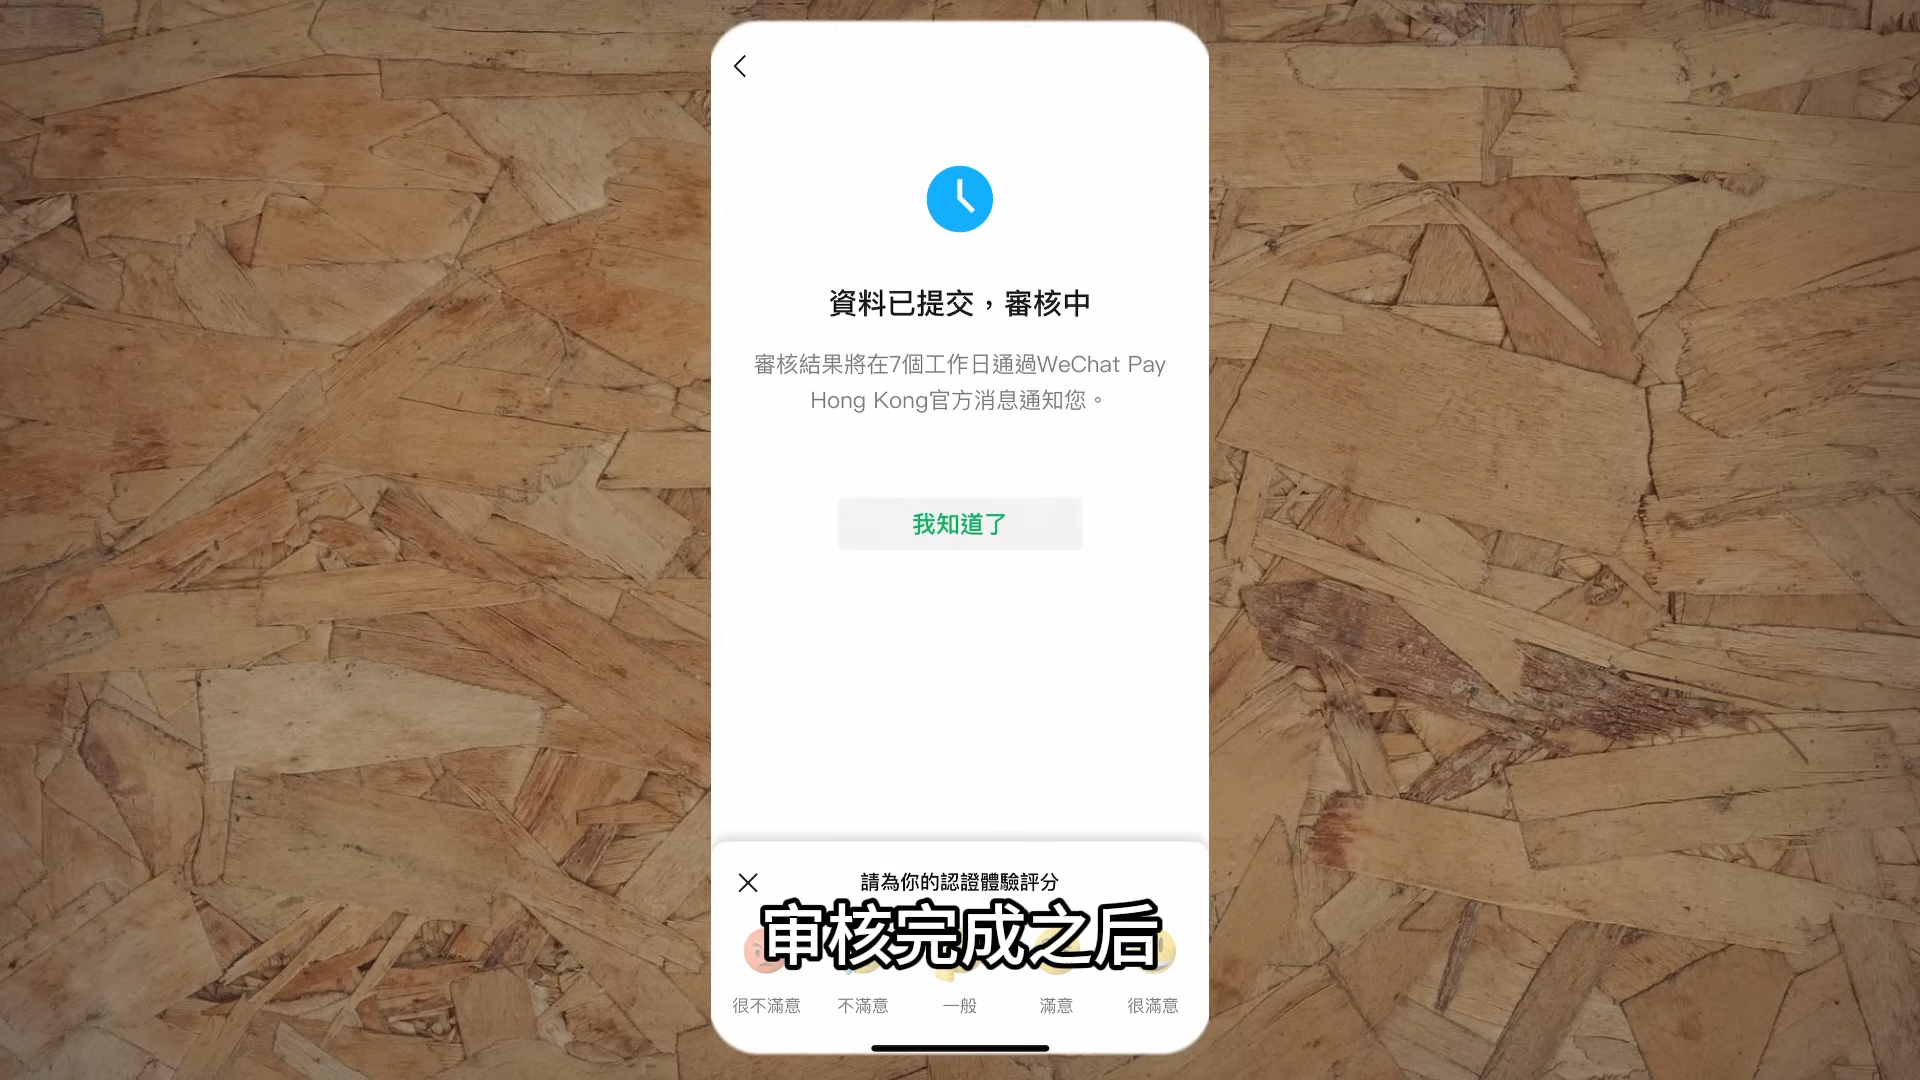 資料已提交，審核中
審核結果將在7個工作日通過WeChat Pay
Hong Kong官方消息通知您。
我知道了
請為你的認證體驗評分
审核完成之后
很不滿意 不滿意 一般 滿意 很滿意